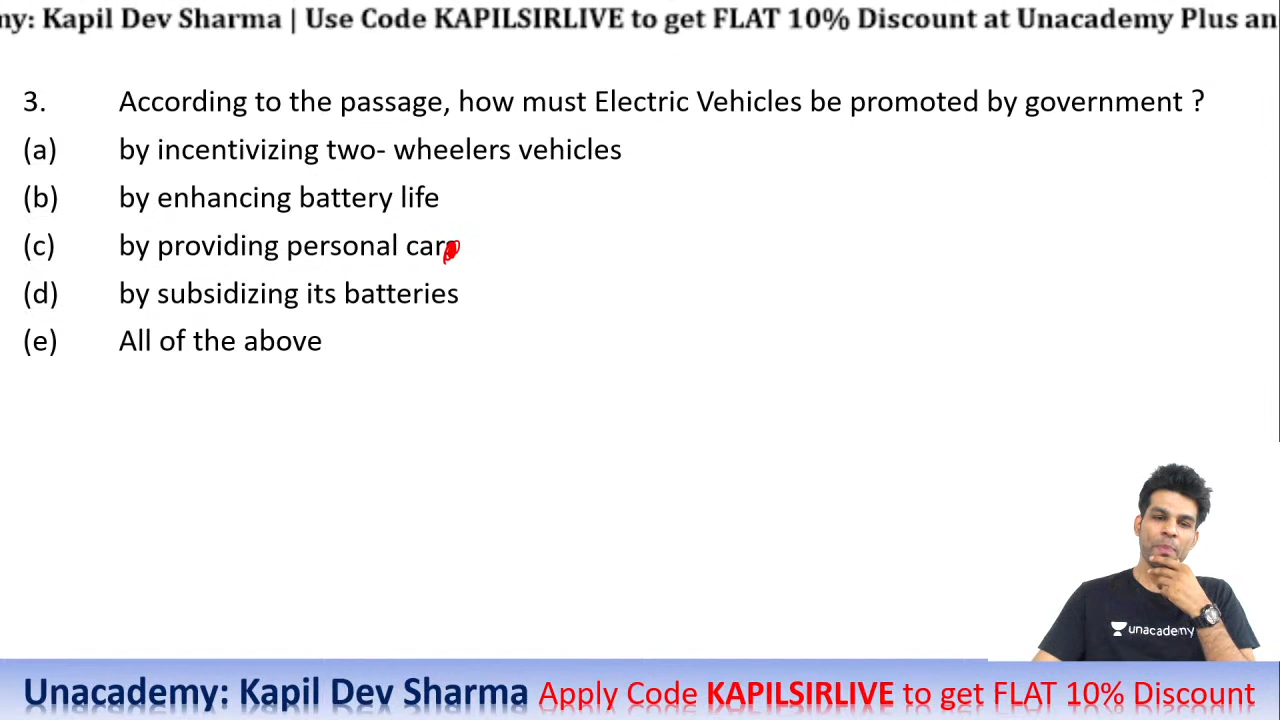 my: Kapil Dev Sharma | Use Code KAPILSIRLIVE to get FLAT 10% Discount at Unacademy Plus an
3. According to the passage, how must Electric Vehicles be promoted by government ?
(a) by incentivizing two- wheelers vehicles
(b) by enhancing battery life
(c) by providing personal car
(d) by subsidizing its batteries
(e) All of the above
unacademy
Unacademy: Kapil Dev Sharma Apply Code KAPILSIRLIVE to get FLAT 10% Discount